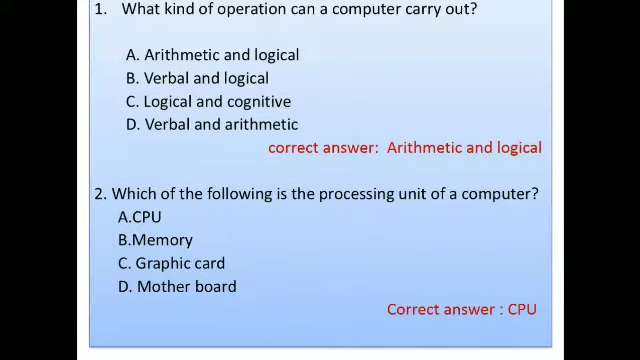 1. What kind of operation can a computer carry out?
A. Arithmetic and logical
B. Verbal and logical
C. Logical and cognitive
D. Verbal and arithmetic
correct answer: Arithmetic and logical
2. Which of the following is the processing unit of a computer?
A.CPU
B.Memory
C. Graphic card
D. Mother board
Correct answer : CPU